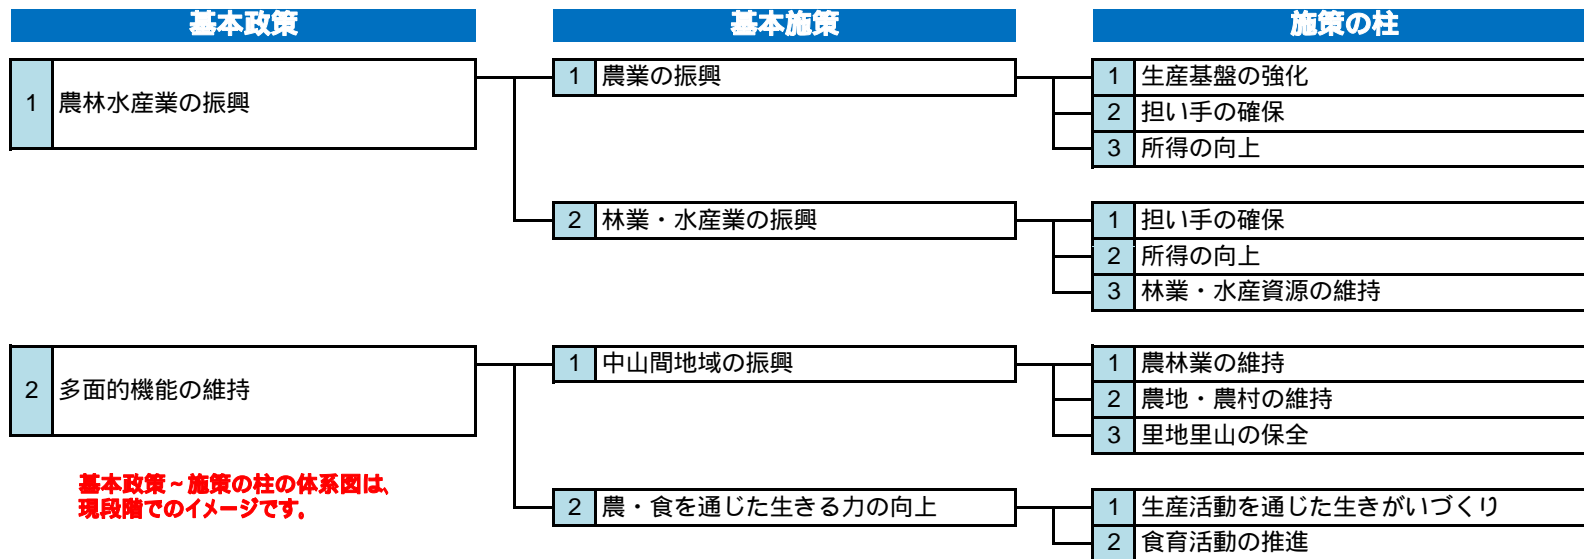 基本政策 基本施策 施策の柱
1 農林水産業の振興 1 農業の振興 1 生産基盤の強化
2 担い手の確保
3 所得の向上
2 林業・水産業の振興 1 担い手の確保
2 所得の向上
3 林業・水産資源の維持
2 多面的機能の維持 1 中山間地域の振興 1 農林業の維持
2 農地・農村の維持
3 里地里山の保全
基本政策~施策の柱の体系図は、
現段階でのイメージです。
2 農・食を通じた生きる力の向上 1 生産活動を通じた生きがいづくり
2 食育活動の推進